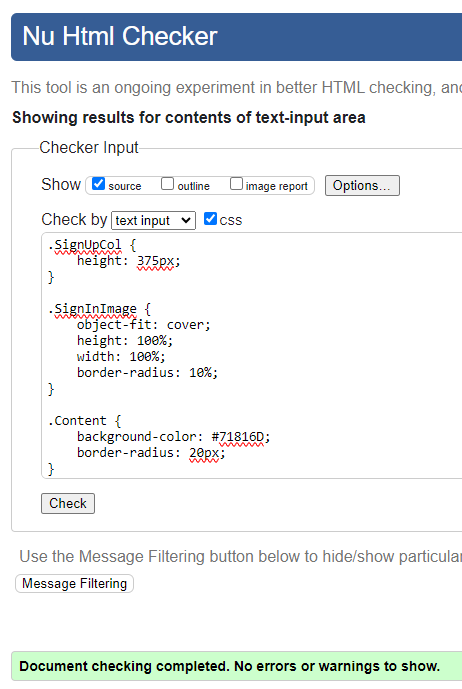 Nu Html Checker
This tool is an ongoing experiment in better HTML checking, and
Showing results for contents of text-input area
Checker Input
Show source outline image report Options...
Check by text input css
.SignUpCol {
    height: 375px;
}

.SignInImage {
    object-fit: cover;
    height: 100%;
    width: 100%;
    border-radius: 10%;
}

.Content {
    background-color: #71816D;
    border-radius: 20px;
}
Check
Use the Message Filtering button below to hide/show particular
Message Filtering
Document checking completed. No errors or warnings to show.